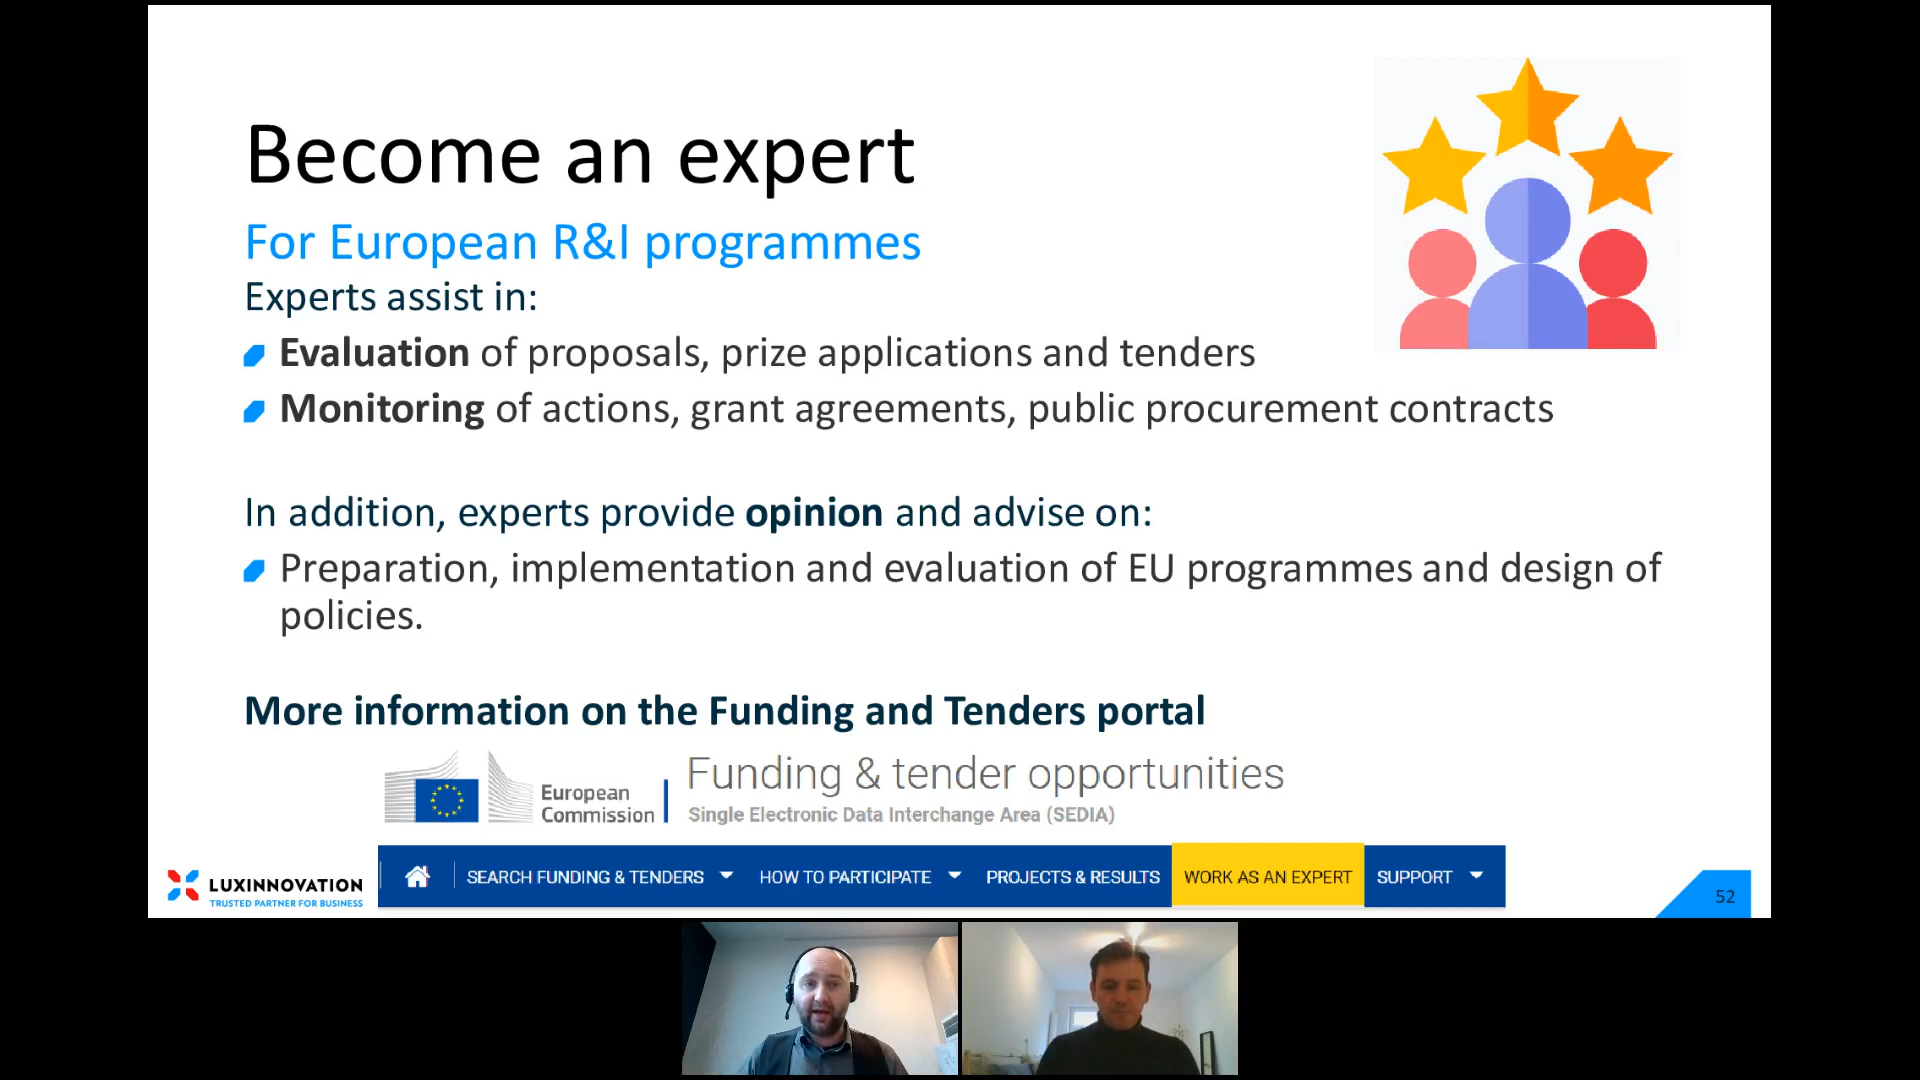 Become an expert
For European R&I programmes
Experts assist in:
Evaluation of proposals, prize applications and tenders
Monitoring of actions, grant agreements, public procurement contracts
In addition, experts provide opinion and advise on:
Preparation, implementation and evaluation of EU programmes and design of
policies.
More information on the Funding and Tenders portal
European
Commission
Funding & tender opportunities
Single Electronic Data Interchange Area (SEDIA)
SEARCH FUNDING & TENDERS HOW TO PARTICIPATE PROJECTS & RESULTS WORK AS AN EXPERT SUPPORT
LUXINNOVATION
TRUSTED PARTNER FOR BUSINESS
52